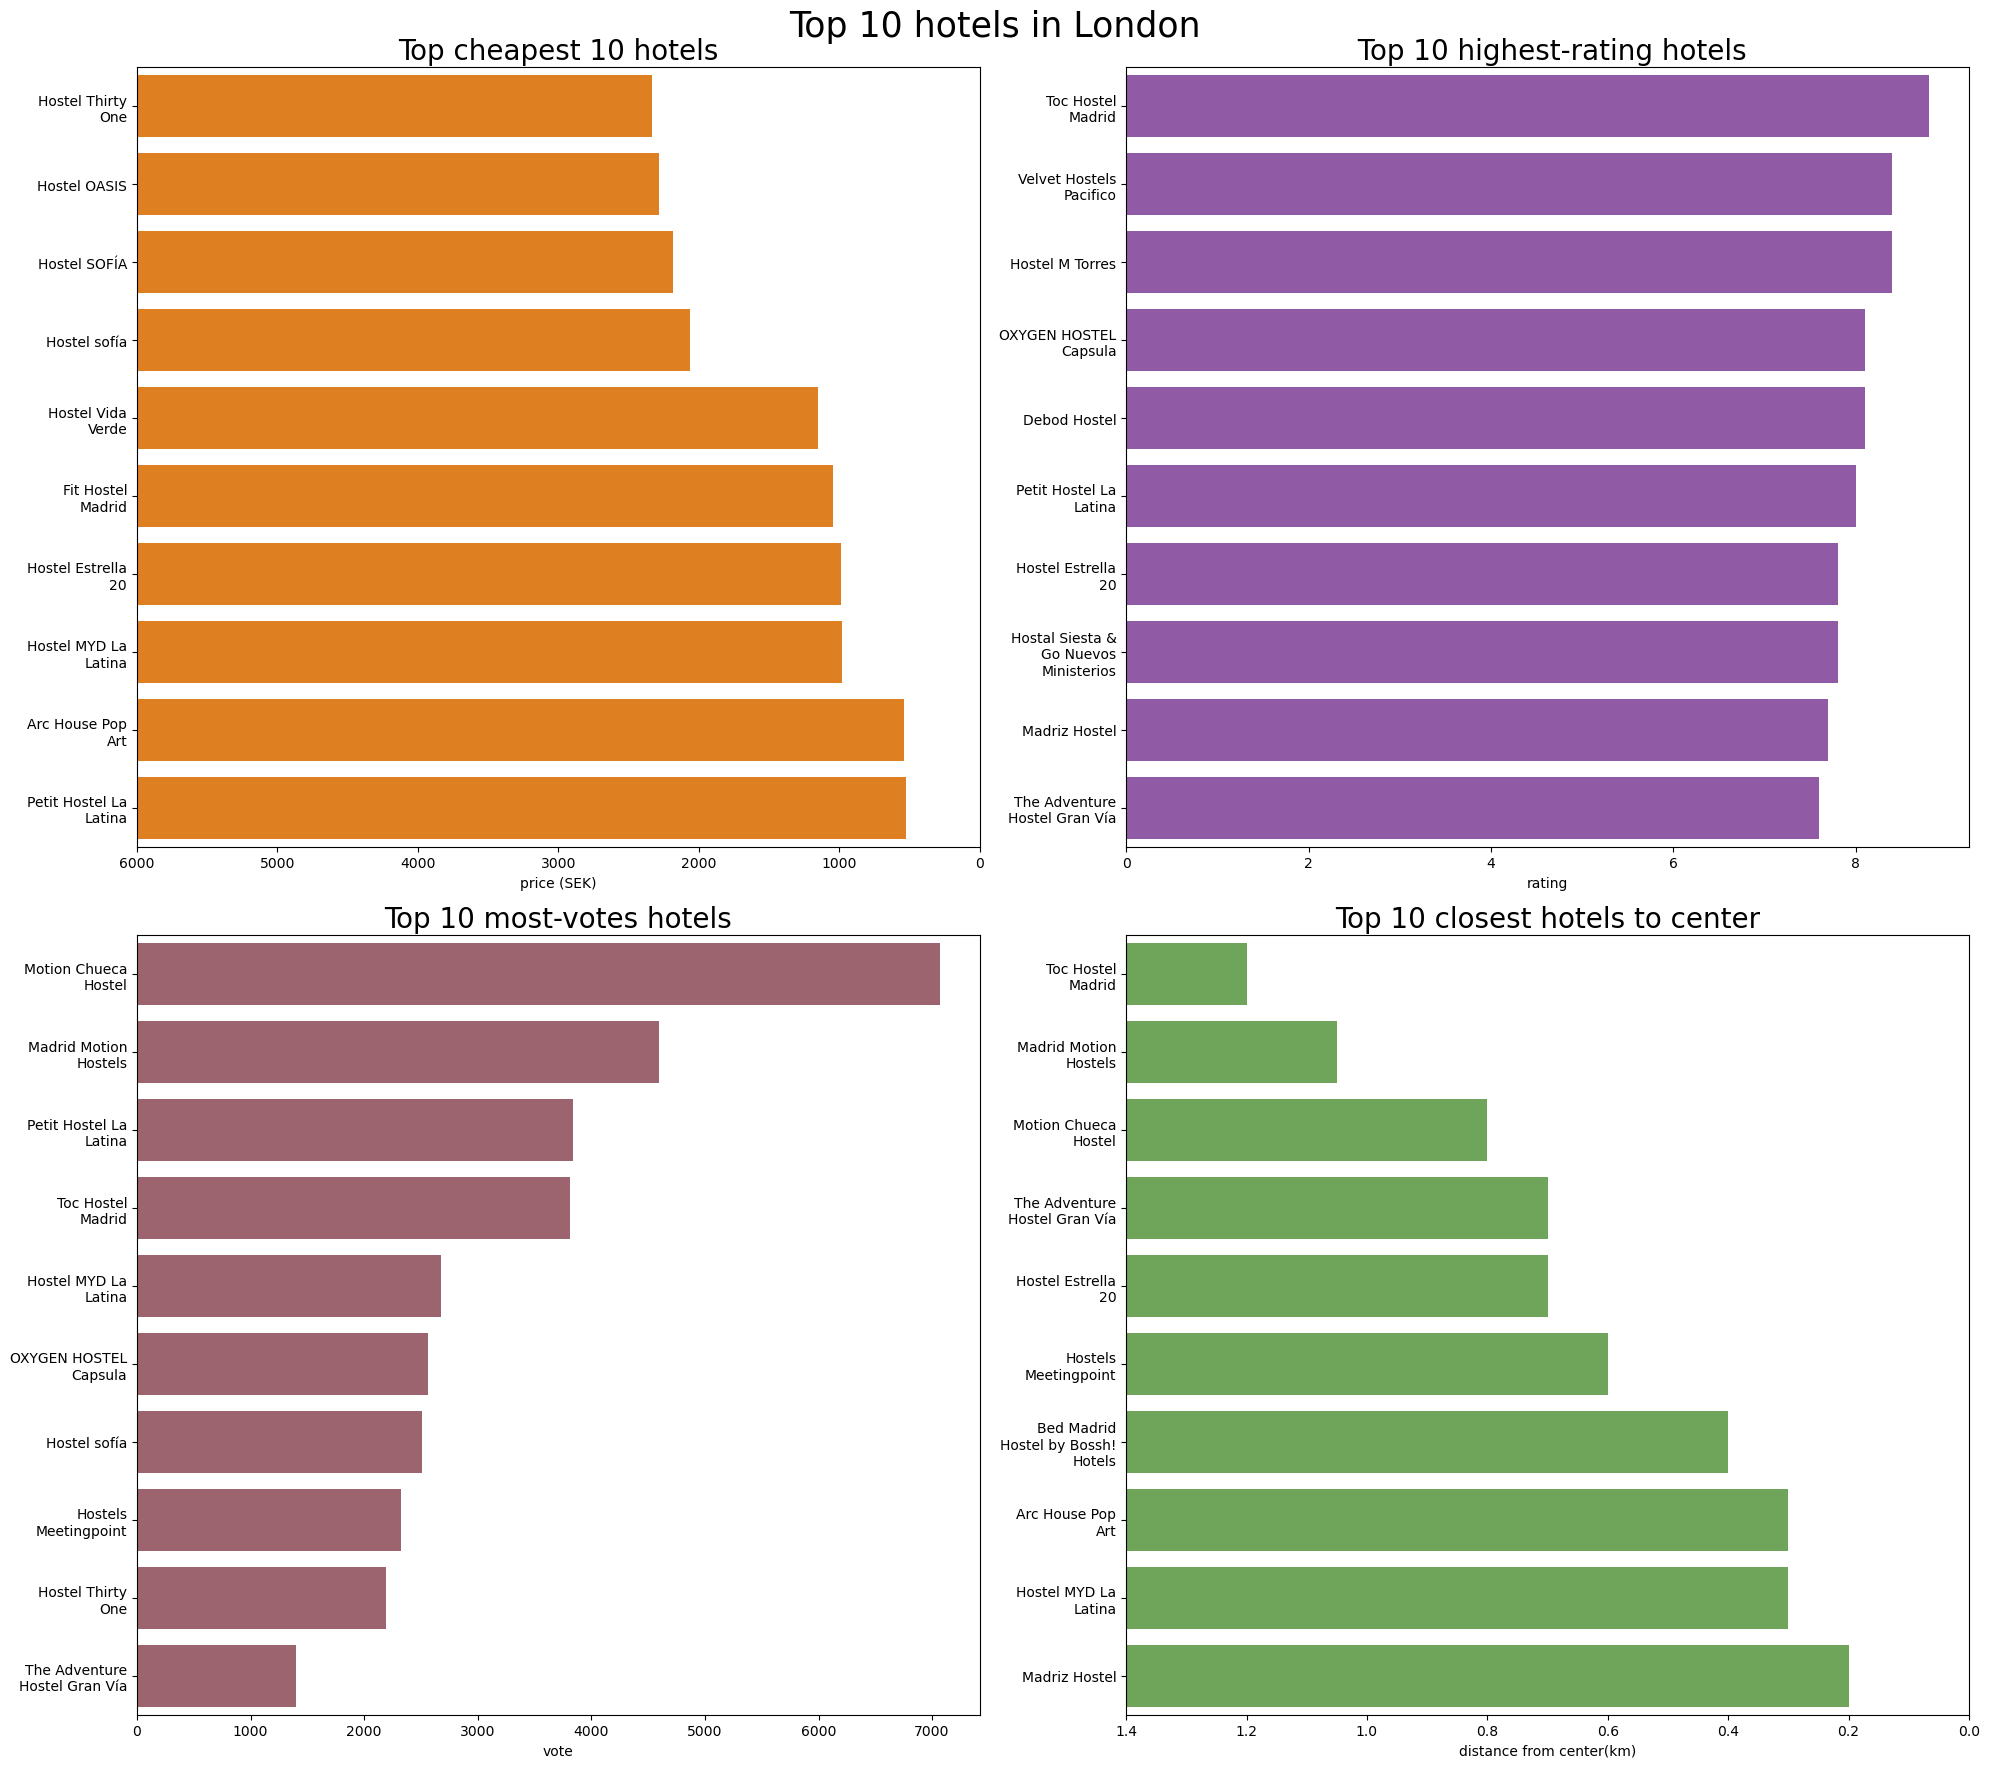 Top 10 hotels in London
Top cheapest 10 hotels
Hostel Thirty
One
Hostel OASIS
Hostel SOFÍA
Hostel sofía
Hostel Vida
Verde
Fit Hostel
Madrid
Hostel Estrella
20
Hostel MYD La
Latina
Arc House Pop
Art
Petit Hostel La
Latina
6000 5000 4000 3000 2000 1000 0
price (SEK)
Top 10 highest-rating hotels
Toc Hostel
Madrid
Velvet Hostels
Pacifico
Hostel M Torres
OXYGEN HOSTEL
Capsula
Debod Hostel
Petit Hostel La
Latina
Hostel Estrella
20
Hostal Siesta &
Go Nuevos
Ministerios
Madriz Hostel
The Adventure
Hostel Gran Vía
0 2 4 6 8
rating
Top 10 most-votes hotels
Motion Chueca
Hostel
Madrid Motion
Hostels
Petit Hostel La
Latina
Toc Hostel
Madrid
Hostel MYD La
Latina
OXYGEN HOSTEL
Capsula
Hostel sofía
Hostels
Meetingpoint
Hostel Thirty
One
The Adventure
Hostel Gran Vía
0 1000 2000 3000 4000 5000 6000 7000
vote
Top 10 closest hotels to center
Toc Hostel
Madrid
Madrid Motion
Hostels
Motion Chueca
Hostel
The Adventure
Hostel Gran Vía
Hostel Estrella
20
Hostels
Meetingpoint
Bed Madrid
Hostel by Bossh!
Hotels
Arc House Pop
Art
Hostel MYD La
Latina
Madriz Hostel
1.4 1.2 1.0 0.8 0.6 0.4 0.2 0.0
distance from center(km)